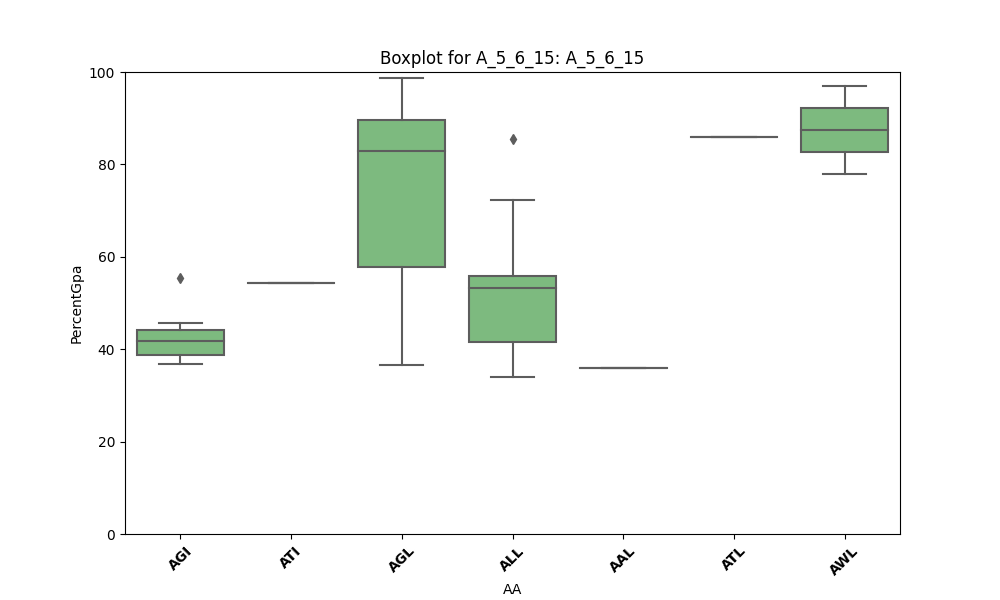 Boxplot for A_5_6_15: A_5_6_15
PercentGpa
100
80
60
40
20
0
AGI
ATI
AGL
ALL
AAL
ATL
AWL
AA